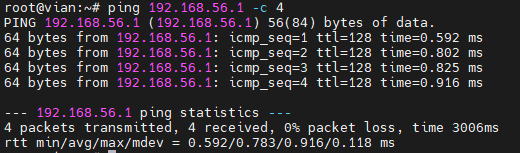 root@vian:~# ping 192.168.56.1 -c 4
PING 192.168.56.1 (192.168.56.1) 56(84) bytes of data.
64 bytes from 192.168.56.1: icmp_seq=1 ttl=128 time=0.592 ms
64 bytes from 192.168.56.1: icmp_seq=2 ttl=128 time=0.802 ms
64 bytes from 192.168.56.1: icmp_seq=3 ttl=128 time=0.825 ms
64 bytes from 192.168.56.1: icmp_seq=4 ttl=128 time=0.916 ms
--- 192.168.56.1 ping statistics ---
4 packets transmitted, 4 received, 0% packet loss, time 3006ms
rtt min/avg/max/mdev = 0.592/0.783/0.916/0.118 ms